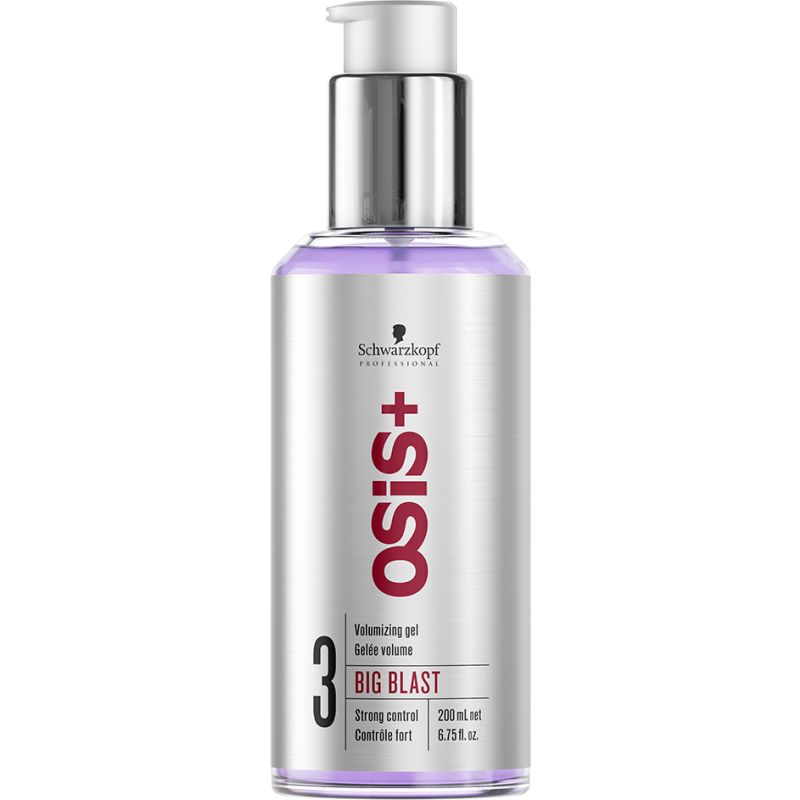 Schwarzkopf
PROFESSIONAL
OSiS+
3
Volumizing gel
Gelée volume
BIG BLAST
Strong control
Contrôle fort
200 mL net
6.75 fl. oz.